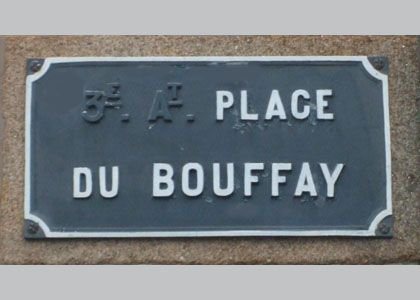 3E. AT. PLACE
DU BOUFFAY